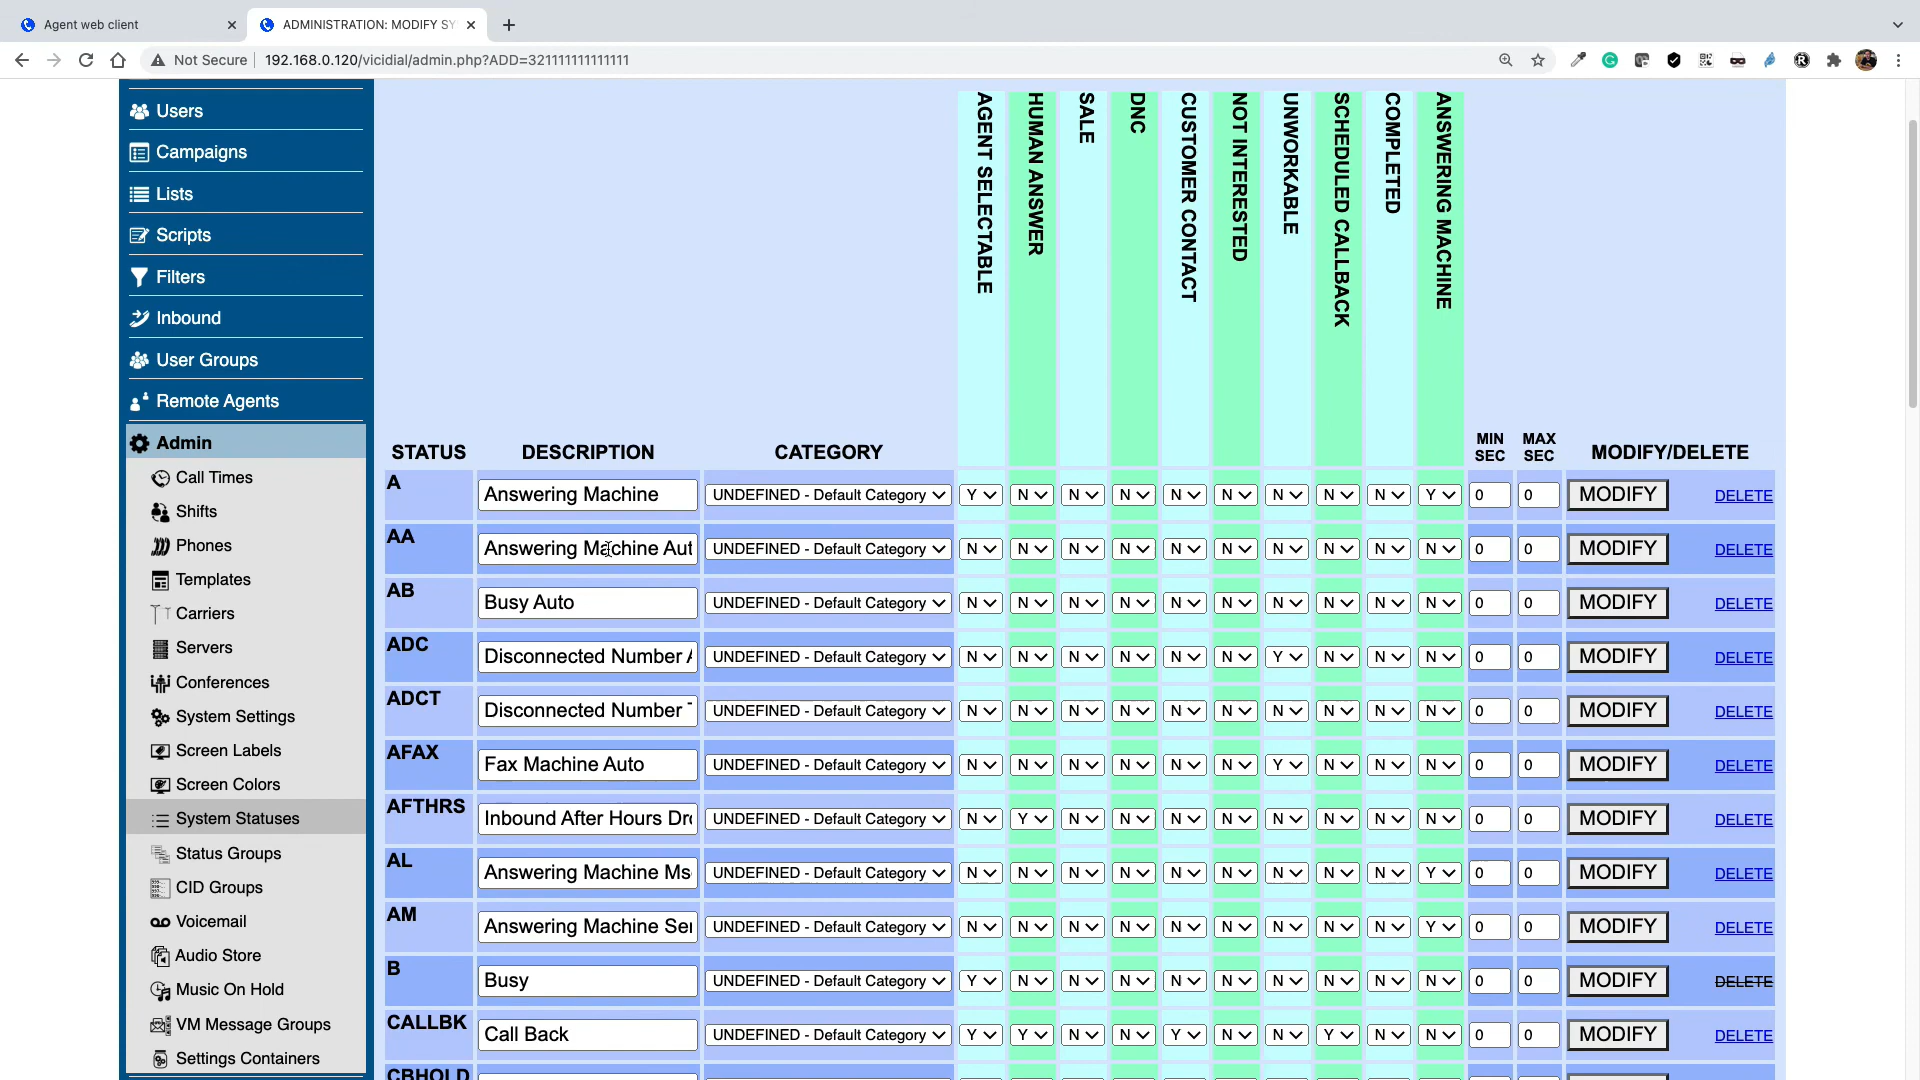 Agent web client
ADMINISTRATION: MODIFY SY
Not Secure
192.168.0.120/vicidial/admin.php?ADD=321111111111111
Users
Campaigns
Lists
Scripts
Filters
Inbound
User Groups
Remote Agents
Admin
Call Times
Shifts
Phones
Templates
Carriers
Servers
Conferences
System Settings
Screen Labels
Screen Colors
System Statuses
Status Groups
CID Groups
Voicemail
Audio Store
Music On Hold
VM Message Groups
Settings Containers
AGENT SELECTABLE
HUMAN ANSWER
SALE
DNC
CUSTOMER CONTACT
NOT INTERESTED
UNWORKABLE
SCHEDULED CALLBACK
COMPLETED
ANSWERING MACHINE
STATUS DESCRIPTION CATEGORY MIN SEC MAX SEC MODIFY/DELETE
A Answering Machine UNDEFINED - Default Category Y N N N N N N N N Y 0 0 MODIFY DELETE
AA Answering Machine Aut UNDEFINED - Default Category N N N N N N N N N N 0 0 MODIFY DELETE
AB Busy Auto UNDEFINED - Default Category N N N N N N N N N N 0 0 MODIFY DELETE
ADC Disconnected Number A UNDEFINED - Default Category N N N N N N Y N N N 0 0 MODIFY DELETE
ADCT Disconnected Number T UNDEFINED - Default Category N N N N N N N N N N 0 0 MODIFY DELETE
AFAX Fax Machine Auto UNDEFINED - Default Category N N N N N N Y N N N 0 0 MODIFY DELETE
AFTHRS Inbound After Hours Dro UNDEFINED - Default Category N Y N N N N N N N N 0 0 MODIFY DELETE
AL Answering Machine Ms UNDEFINED - Default Category N N N N N N N N N Y 0 0 MODIFY DELETE
AM Answering Machine Ser UNDEFINED - Default Category N N N N N N N N N Y 0 0 MODIFY DELETE
B Busy UNDEFINED - Default Category Y N N N N N N N N N 0 0 MODIFY DELETE
CALLBK Call Back UNDEFINED - Default Category Y Y N N Y N N Y N N 0 0 MODIFY DELETE
CBHOLD